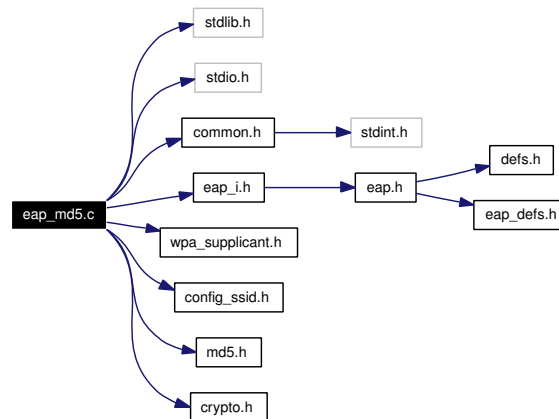 stdlib.h
stdio.h
common.h
stdint.h
defs.h
eap_i.h
eap.h
eap_md5.c
eap_defs.h
wpa_supplicant.h
config_ssid.h
md5.h
crypto.h